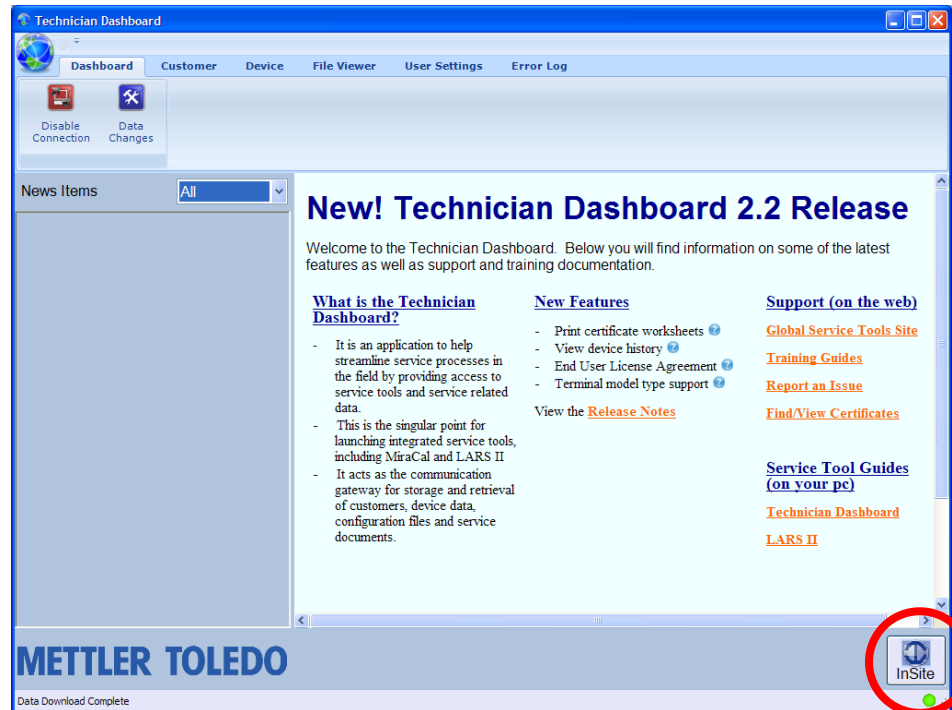 Technician Dashboard
Dashboard Customer Device File Viewer User Settings Error Log
Disable
Connection
Data
Changes
News Items All
New! Technician Dashboard 2.2 Release
Welcome to the Technician Dashboard. Below you will find information on some of the latest
features as well as support and training documentation.
What is the Technician
Dashboard?
- It is an application to help
streamline service processes in
the field by providing access to
service tools and service related
data.
- This is the singular point for
launching integrated service tools,
including MiraCal and LARS II
- It acts as the communication
gateway for storage and retrieval
of customers, device data,
configuration files and service
documents.
New Features
- Print certificate worksheets ?
- View device history ?
- End User License Agreement ?
- Terminal model type support ?
View the Release Notes
Support (on the web)
Global Service Tools Site
Training Guides
Report an Issue
Find/View Certificates
Service Tool Guides
(on your pc)
Technician Dashboard
LARS II
METTLER TOLEDO
InSite
Data Download Complete